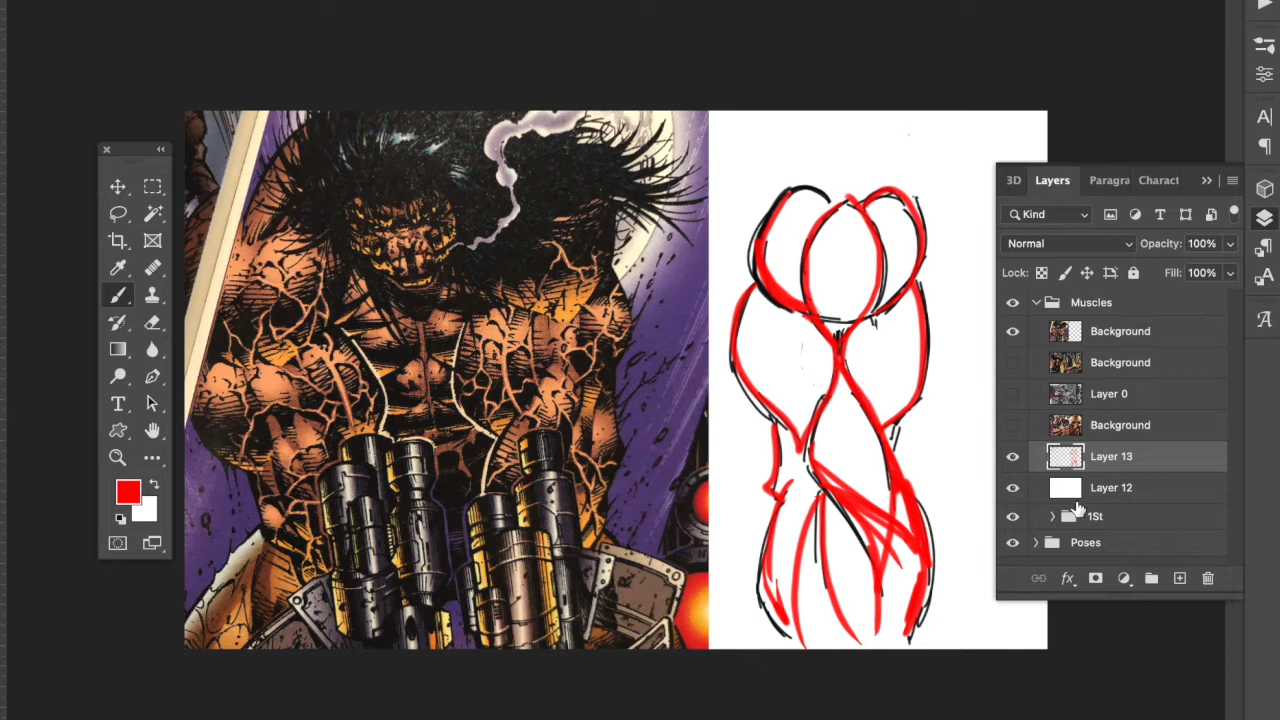 3D Layers Paragra Charact
Kind
Normal Opacity: 100%
Lock: Fill: 100%
Muscles
Background
Background
Layer 0
Background
Layer 13
Layer 12
1St
Poses
fx